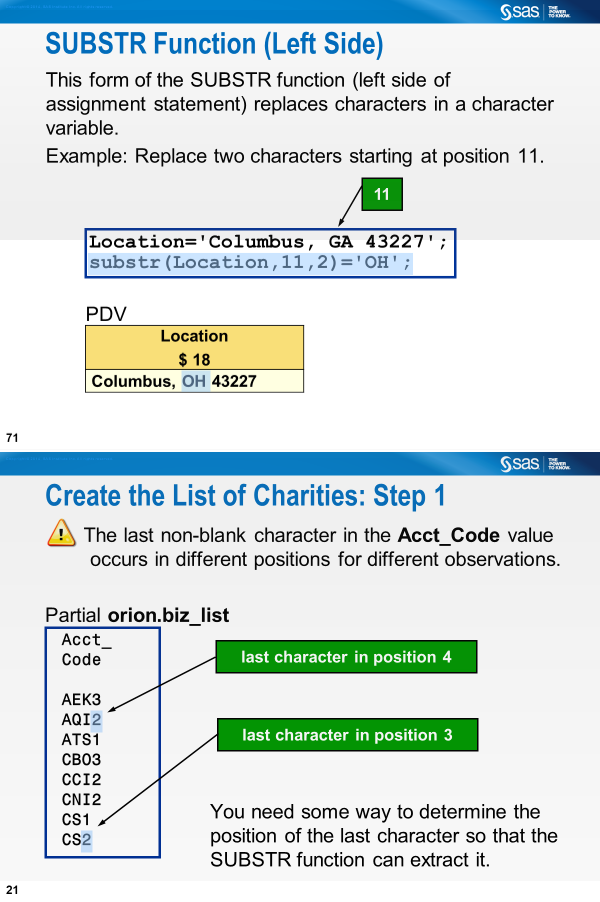 sas THE POWER TO KNOW.
SUBSTR Function (Left Side)
This form of the SUBSTR function (left side of
assignment statement) replaces characters in a character
variable.
Example: Replace two characters starting at position 11.
11
Location='Columbus, GA 43227';
substr(Location,11,2)='OH';
PDV
Location
$ 18
Columbus, OH 43227
71
sas THE POWER TO KNOW.
Create the List of Charities: Step 1
The last non-blank character in the Acct_Code value
occurs in different positions for different observations.
Partial orion.biz_list
Acct_
Code
last character in position 4
AEK3
AQI2
ATS1
last character in position 3
CBO3
CCI2
CNI2
CS1
CS2
You need some way to determine the
position of the last character so that the
SUBSTR function can extract it.
21